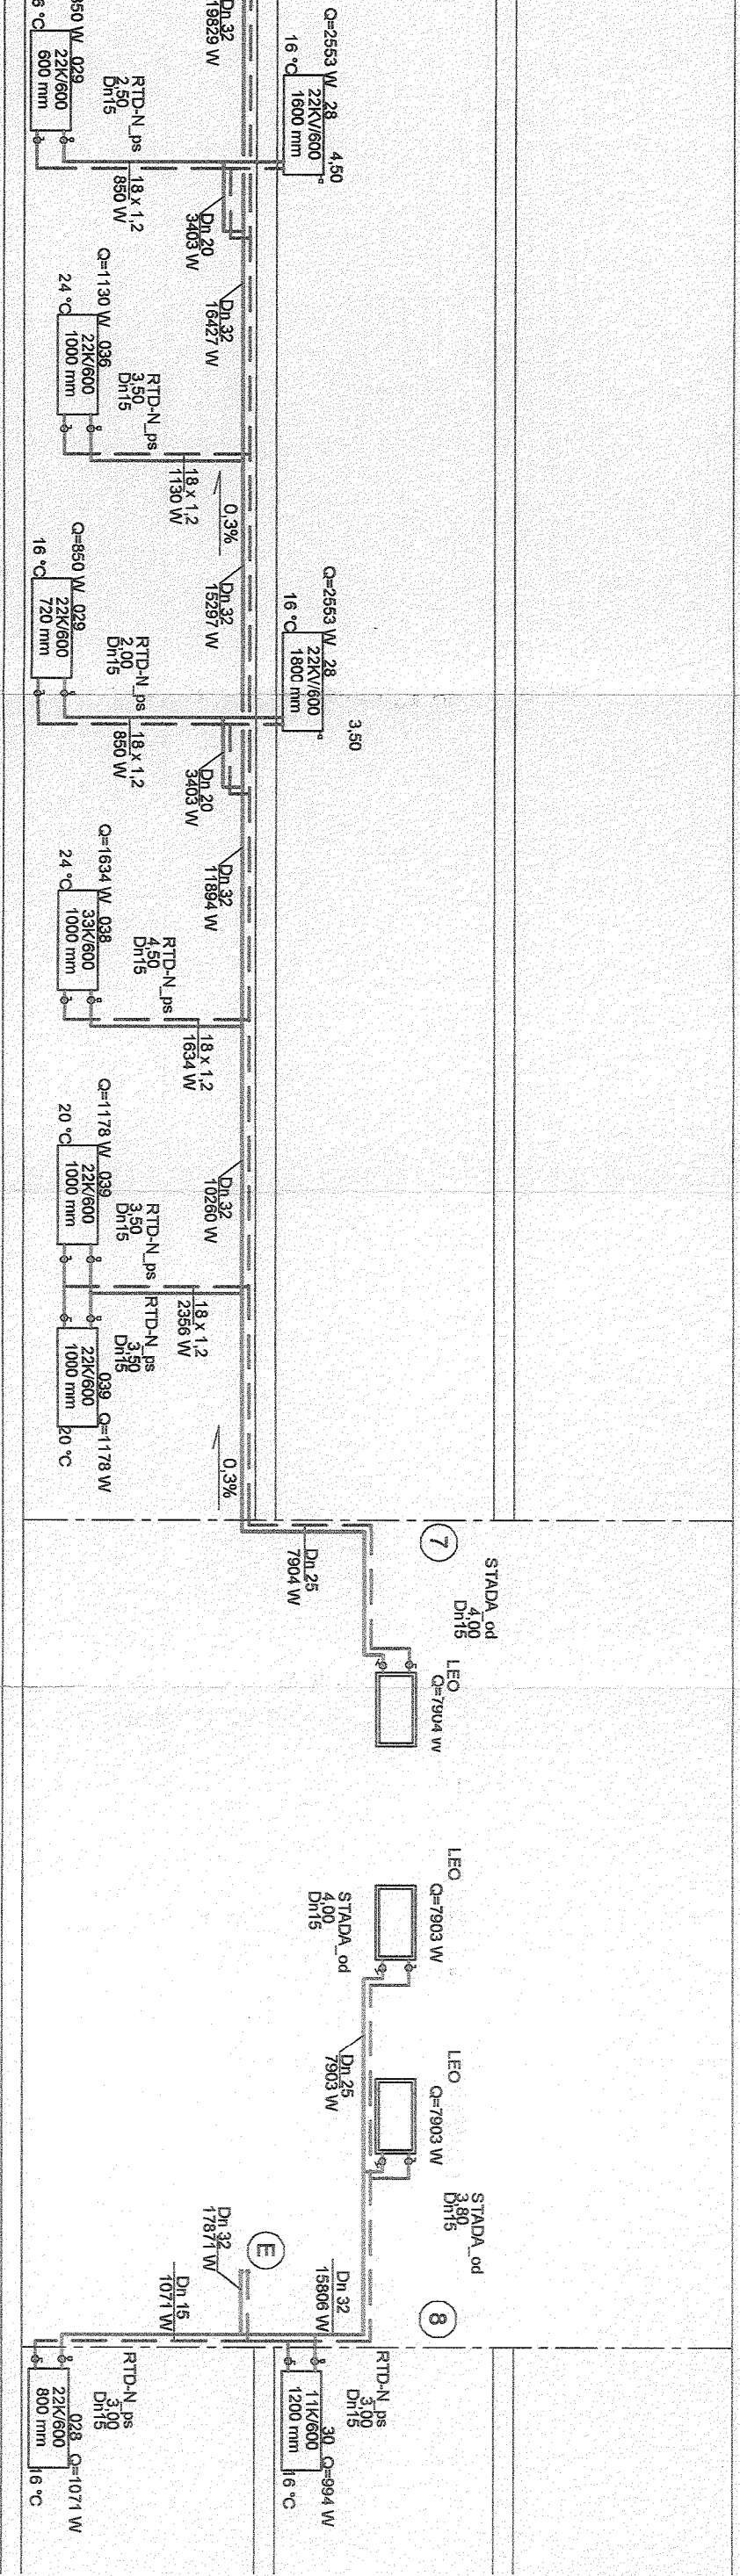 Dn 32
19829 W
Q=2553 W 28
16 °C
22KV/600
1600 mm
4,50
50 W 029
6 °C
22K/600
600 mm
RTD-N_ps
2,50
Dn15
18 x 1,2
850 W
Dn 20
3403 W
Dn 32
16427 W
Q=1130 W 036
24 °C
22K/600
1000 mm
RTD-N_ps
3,50
Dn15
18 x 1,2
1130 W
0,3%
Dn 32
15297 W
Q=2553 W 28
16 °C
22KV/600
1800 mm
3,50
Q=850 W 029
16 °C
22K/600
720 mm
RTD-N_ps
2,00
Dn15
18 x 1,2
850 W
Dn 20
3403 W
Dn 32
11894 W
Q=1634 W 038
24 °C
33K/600
1000 mm
RTD-N_ps
4,50
Dn15
18 x 1,2
1634 W
Dn 32
10260 W
Q=1178 W 039
20 °C
22K/600
1000 mm
RTD-N_ps
3,50
Dn15
18 x 1,2
2356 W
RTD-N_ps
3,50
Dn15
039 Q=1178 W
22K/600
1000 mm
20 °C
0,3%
7
Dn 25
7904 W
STADA_od
4,00
Dn15
LEO
Q=7904 W
LEO
Q=7903 W
STADA_od
4,00
Dn15
Dn 25
7903 W
LEO
Q=7903 W
STADA_od
3,80
Dn15
8
E
Dn 32
17871 W
Dn 32
15806 W
Dn 15
1071 W
RTD-N_ps
3,00
Dn15
30 Q=994 W
11K/600
1200 mm
16 °C
RTD-N_ps
3,00
Dn15
028 Q=1071 W
22K/600
800 mm
16 °C